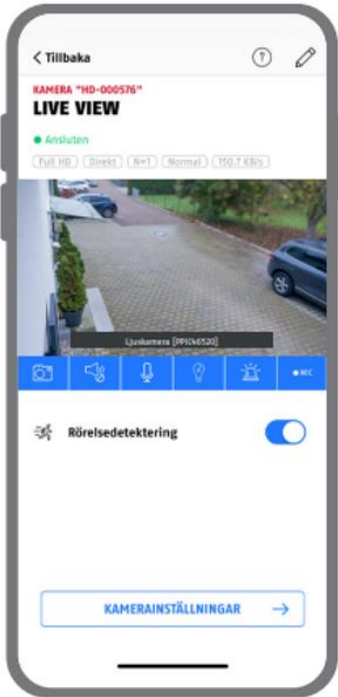 Tillbaka
KAMERA "HD-000576"
LIVE VIEW
Ansluten
Full HD Direkt N=1 Normal 150.7 KB/s
Ljuskamera [PPIC46520]
REC
Rörelsedetektering
KAMERAINSTÄLLNINGAR